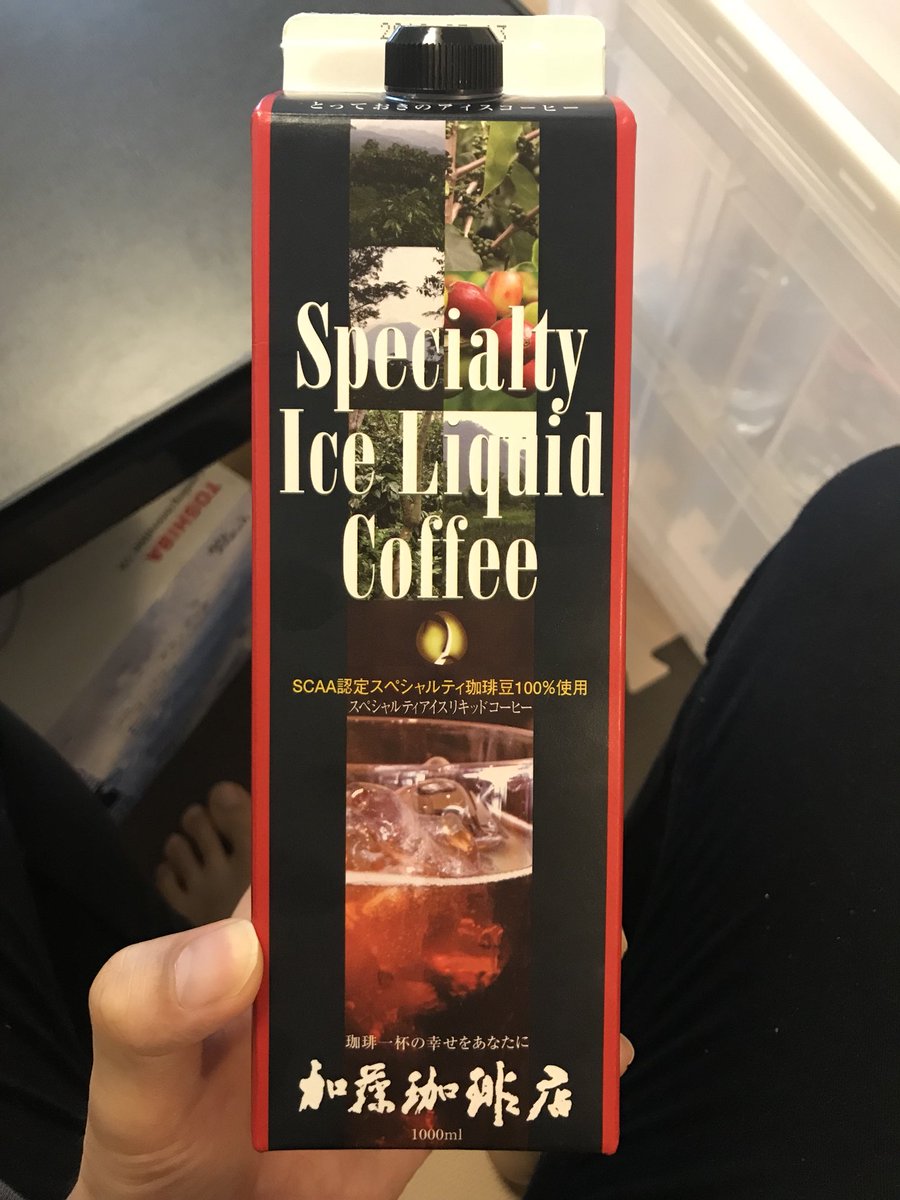 とっておきのアイスコーヒー
Specialty
Ice Liquid
Coffee
TOSHIBA
SCAA認定スペシャルティ珈琲豆100%使用
スペシャルティアイスリキッドコーヒー
珈琲一杯の幸せをあなたに
加藤珈琲店
1000ml